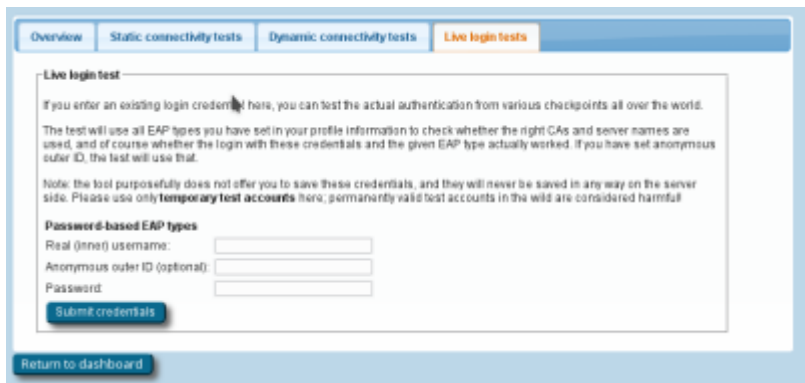 Overview Static connectivity tests Dynamic connectivity tests Live login tests
Live login test
If you enter an existing login credential here, you can test the actual authentication from various checkpoints all over the world.
The test will use all EAP types you have set in your profile information to check whether the right CAs and server names are
used, and of course whether the login with these credentials and the given EAP type actually worked. If you have set anonymous
outer ID, the test will use that.
Note: the tool purposefully does not offer you to save these credentials, and they will never be saved in any way on the server
side. Please use only temporary test accounts here; permanently valid test accounts in the wild are considered harmful!
Password-based EAP types
Real (inner) username:
Anonymous outer ID (optional):
Password:
Submit credentials
Return to dashboard